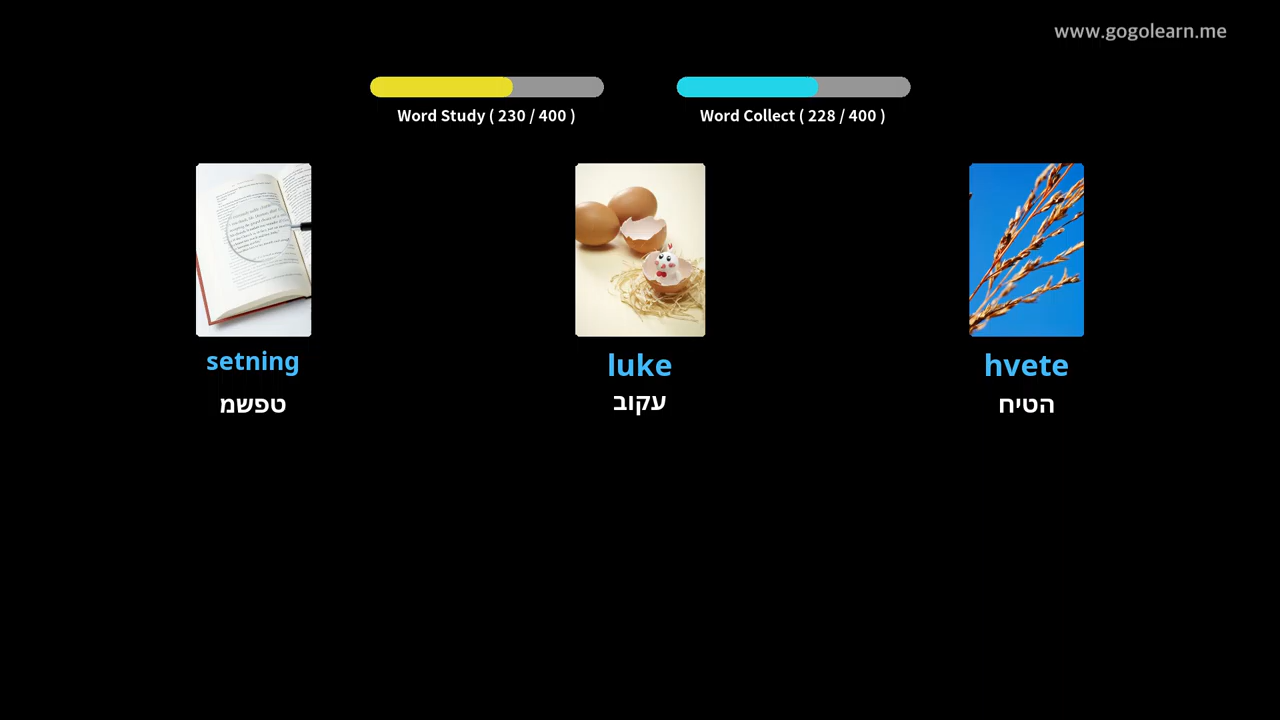 www.gogolearn.me
Word Study ( 230 / 400 )
Word Collect ( 228 / 400 )
setning
luke
hvete
טפשמ
עקוב
הטיח